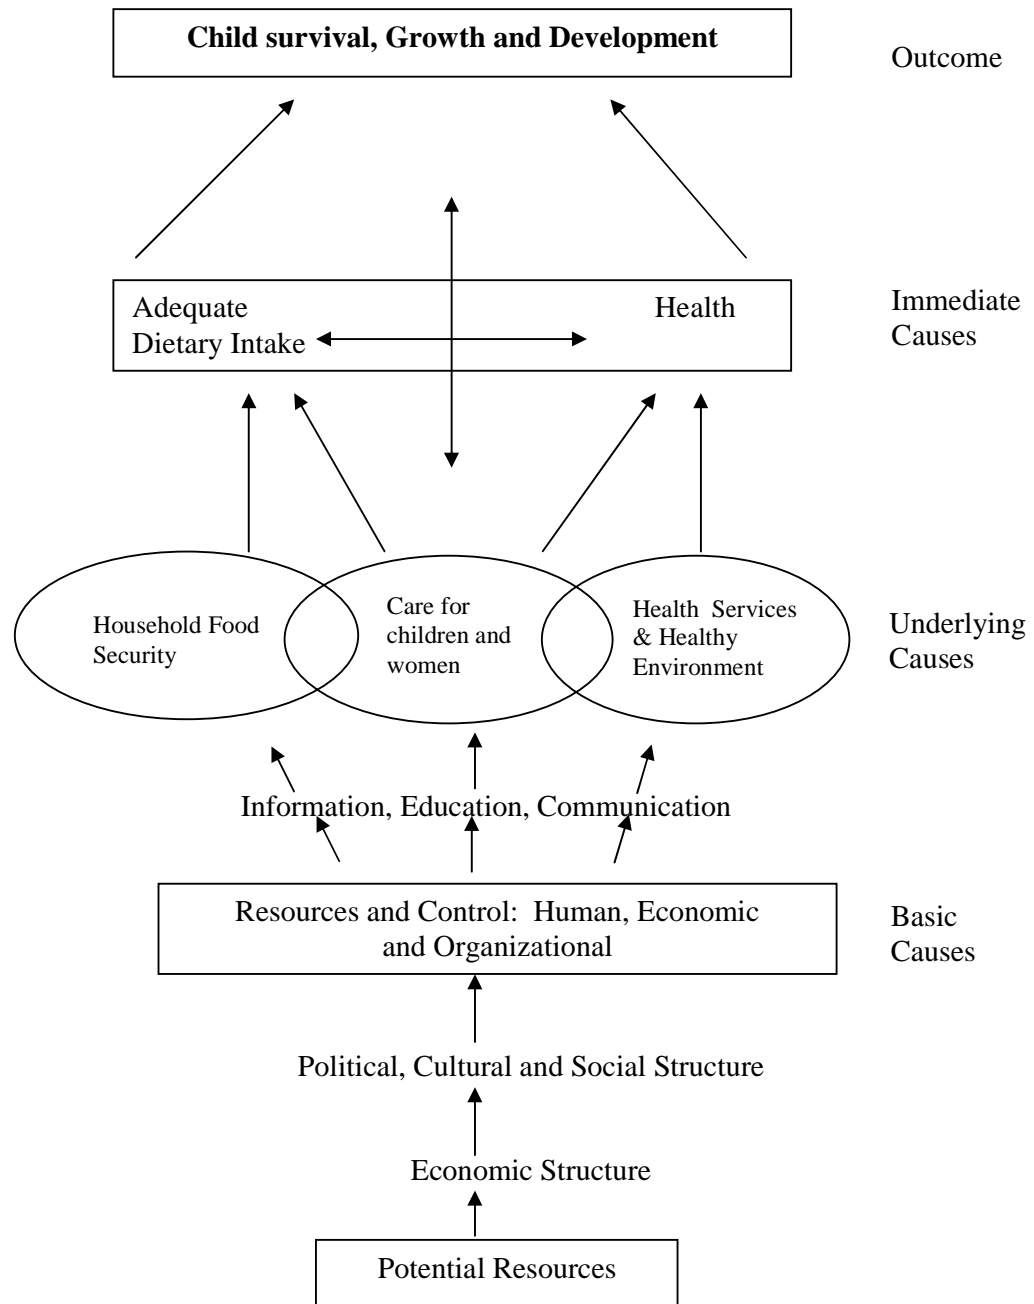 Child survival, Growth and Development
Outcome
Adequate
Dietary Intake
Health
Immediate
Causes
Household Food
Security
Care for
children and
women
Health Services
& Healthy
Environment
Underlying
Causes
Information, Education, Communication
Resources and Control: Human, Economic
and Organizational
Basic
Causes
Political, Cultural and Social Structure
Economic Structure
Potential Resources